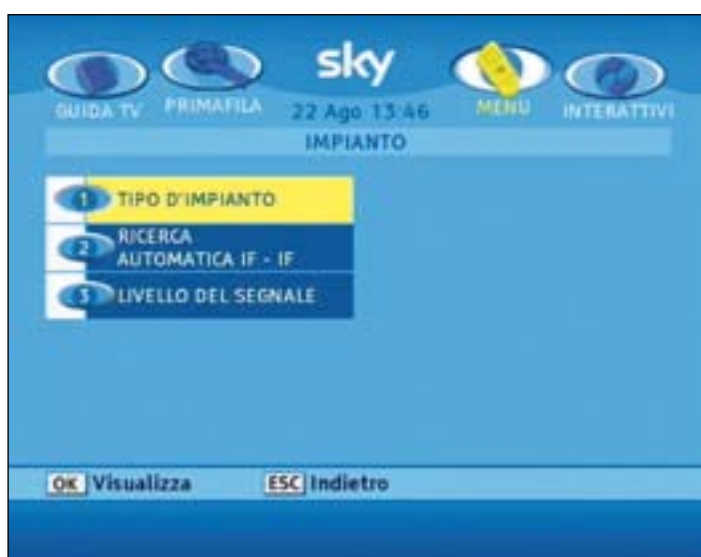 sky
GUIDA TV PRIMAFILA 22 Ago 13:46 MENU INTERATTIVI
IMPIANTO
1 TIPO D'IMPIANTO
2 RICERCA
AUTOMATICA IF - IF
3 LIVELLO DEL SEGNALE
OK Visualizza ESC Indietro